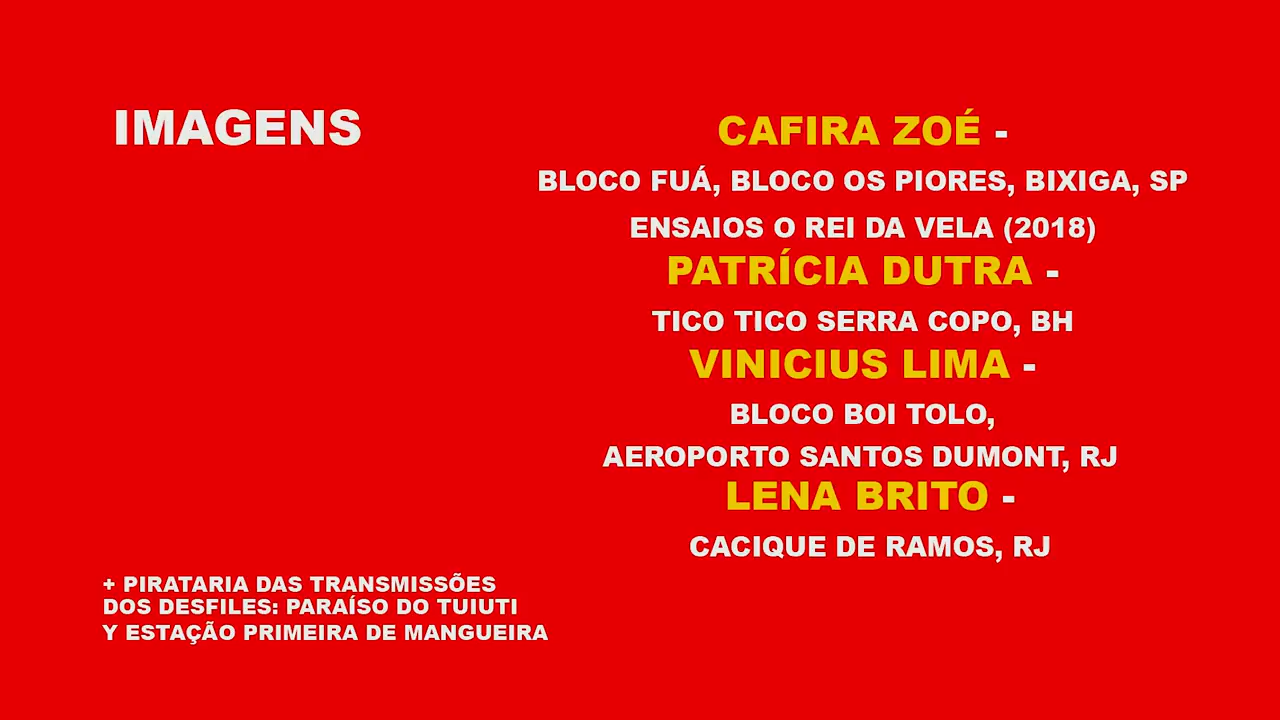 IMAGENS
CAFIRA ZOÉ -
BLOCO FUÁ, BLOCO OS PIORES, BIXIGA, SP
ENSAIOS O REI DA VELA (2018)
PATRÍCIA DUTRA -
TICO TICO SERRA COPO, BH
VINICIUS LIMA -
BLOCO BOI TOLO,
AEROPORTO SANTOS DUMONT, RJ
LENA BRITO -
CACIQUE DE RAMOS, RJ
+ PIRATARIA DAS TRANSMISSÕES
DOS DESFILES: PARAÍSO DO TUIUTI
Y ESTAÇÃO PRIMEIRA DE MANGUEIRA